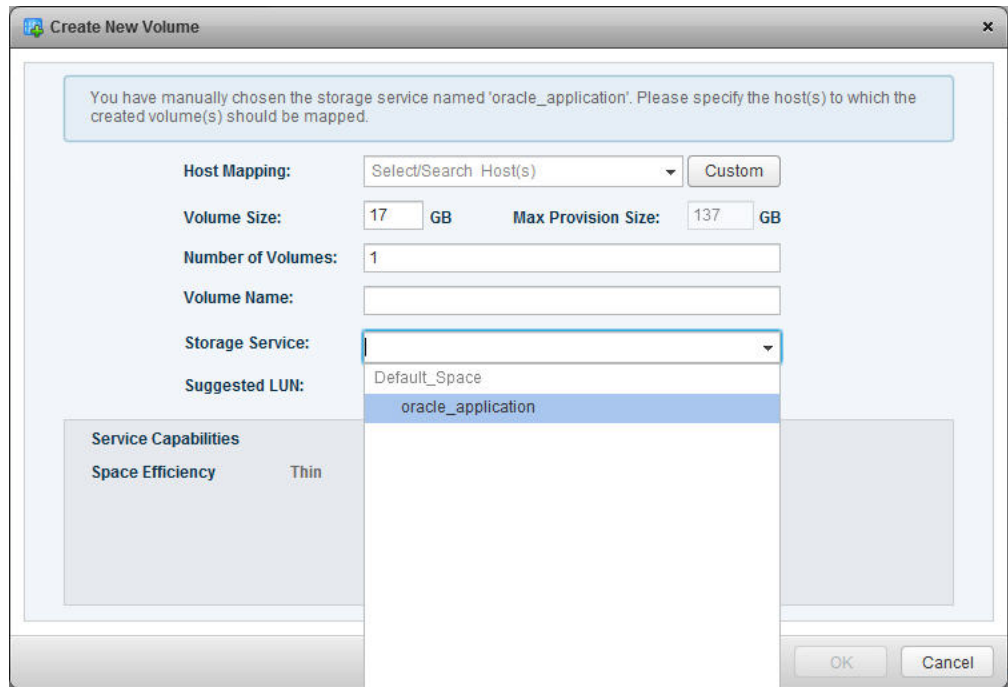 Create New Volume
You have manually chosen the storage service named 'oracle_application'. Please specify the host(s) to which the
created volume(s) should be mapped.
Host Mapping: Select/Search Host(s) Custom
Volume Size: 17 GB Max Provision Size: 137 GB
Number of Volumes: 1
Volume Name:
Storage Service:
Default_Space
Suggested LUN:
oracle_application
Service Capabilities
Space Efficiency Thin
OK Cancel